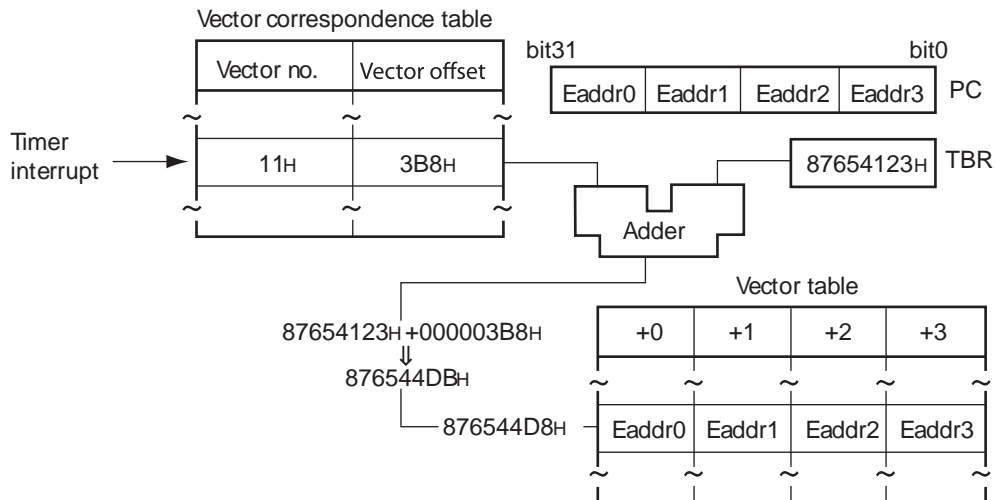 Vector correspondence table
Vector no. Vector offset
11H 3B8H
Timer
interrupt
bit31 bit0
Eaddr0 Eaddr1 Eaddr2 Eaddr3 PC
87654123H TBR
Adder
87654123H +000003B8H
⇓
876544DBH
876544D8H
Vector table
+0 +1 +2 +3
Eaddr0 Eaddr1 Eaddr2 Eaddr3